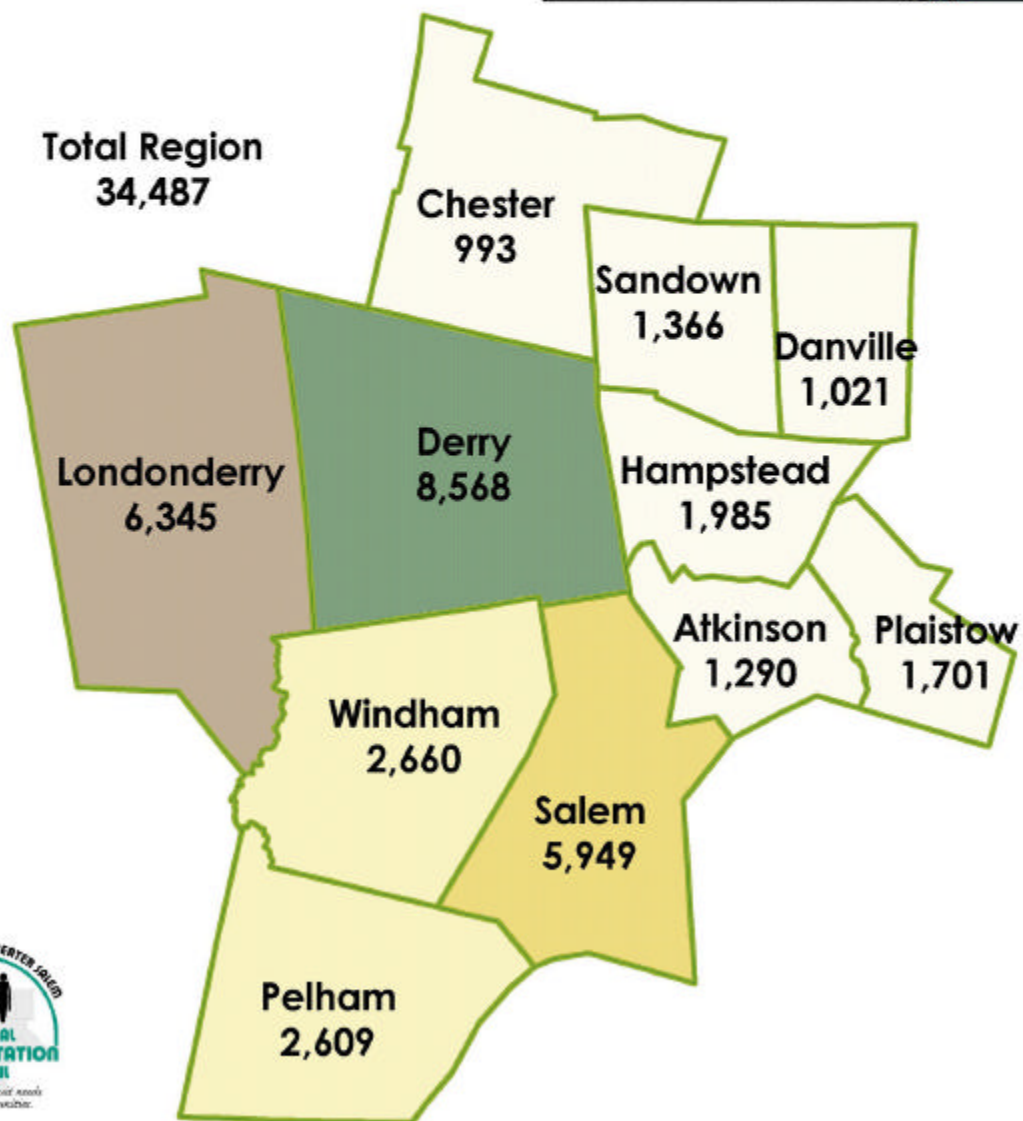 Total Region
34,487
Chester
993
Sandown
1,366
Danville
1,021
Londonderry
6,345
Derry
8,568
Hampstead
1,985
Atkinson
1,290
Plaistow
1,701
Windham
2,660
Salem
5,949
Pelham
2,609
SALEM